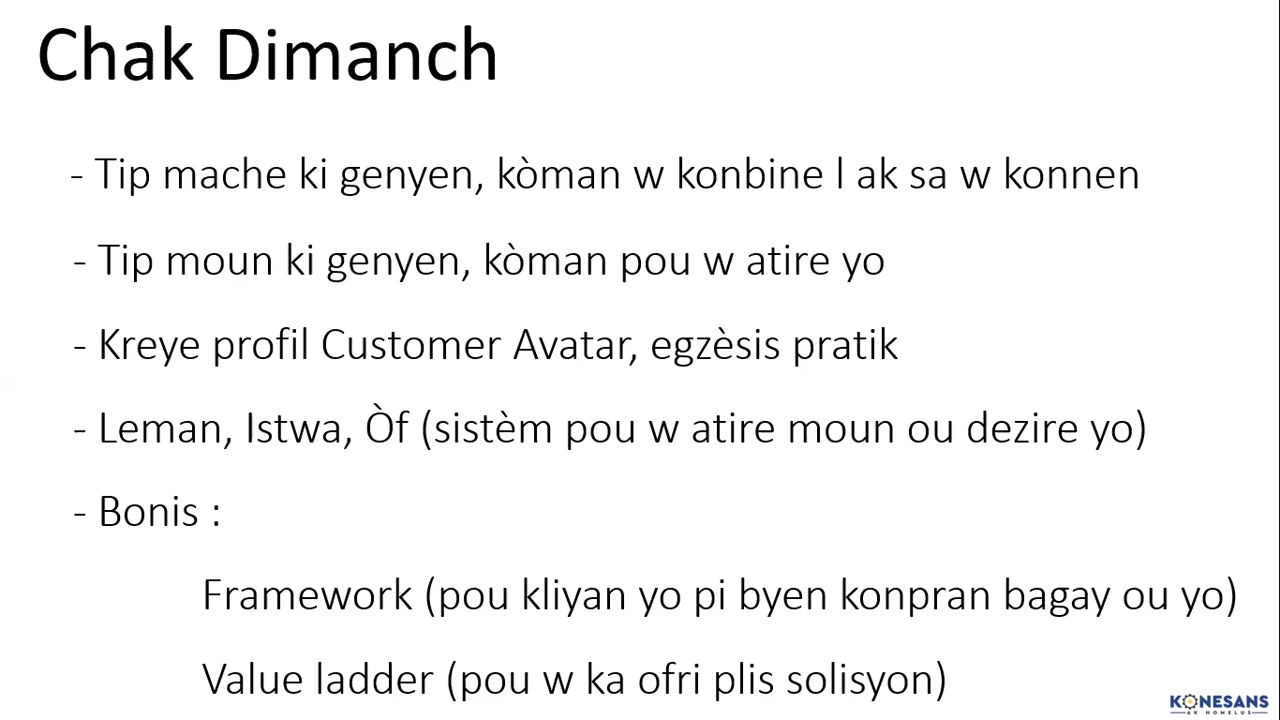 Chak Dimanch
- Tip mache ki genyen, kòman w konbine l ak sa w konnen
- Tip moun ki genyen, kòman pou w atire yo
- Kreye profil Customer Avatar, egzèsis pratik
- Leman, Istwa, Òf (sistèm pou w atire moun ou dezire yo)
- Bonis :
Framework (pou kliyan yo pi byen konpran bagay ou yo)
Value ladder (pou w ka ofri plis solisyon)
KONESANS
AK HOMELUS